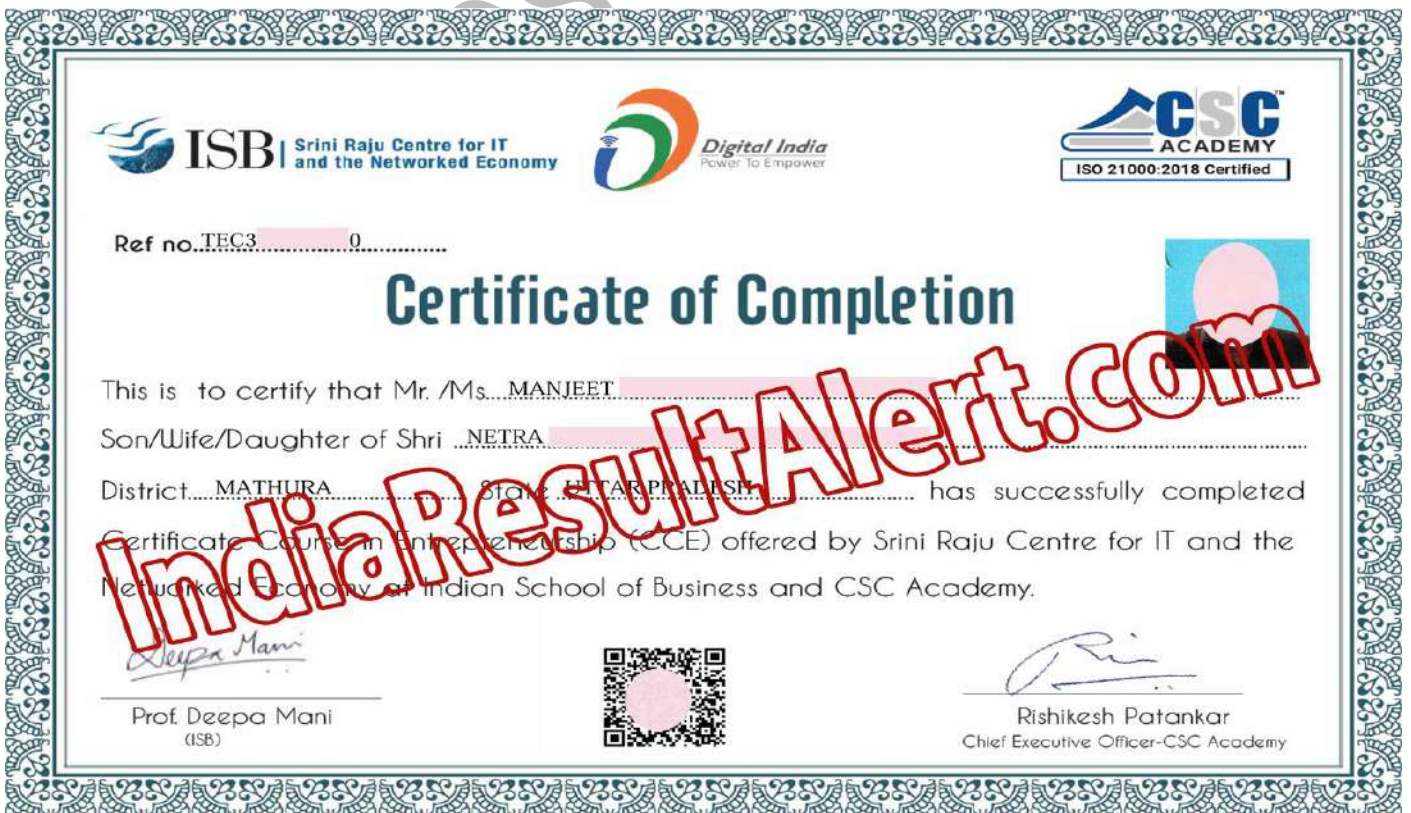 ISB Srini Raju Centre for IT
and the Networked Economy
Digital India
Power To Empower
CSC™
ACADEMY
ISO 21000:2018 Certified
Ref no. TEC3 0
Certificate of Completion
This is to certify that Mr. /Ms. MANJEET
Son/Wife/Daughter of Shri NETRA
District MATHURA State UTTAR PRADESH has successfully completed
Certificate Course in Entrepreneurship (CCE) offered by Srini Raju Centre for IT and the
Networked Economy at Indian School of Business and CSC Academy.
IndiaResultAlert.com
Deepa Mani
Prof. Deepa Mani
(ISB)
Rishikesh Patankar
Chief Executive Officer-CSC Academy